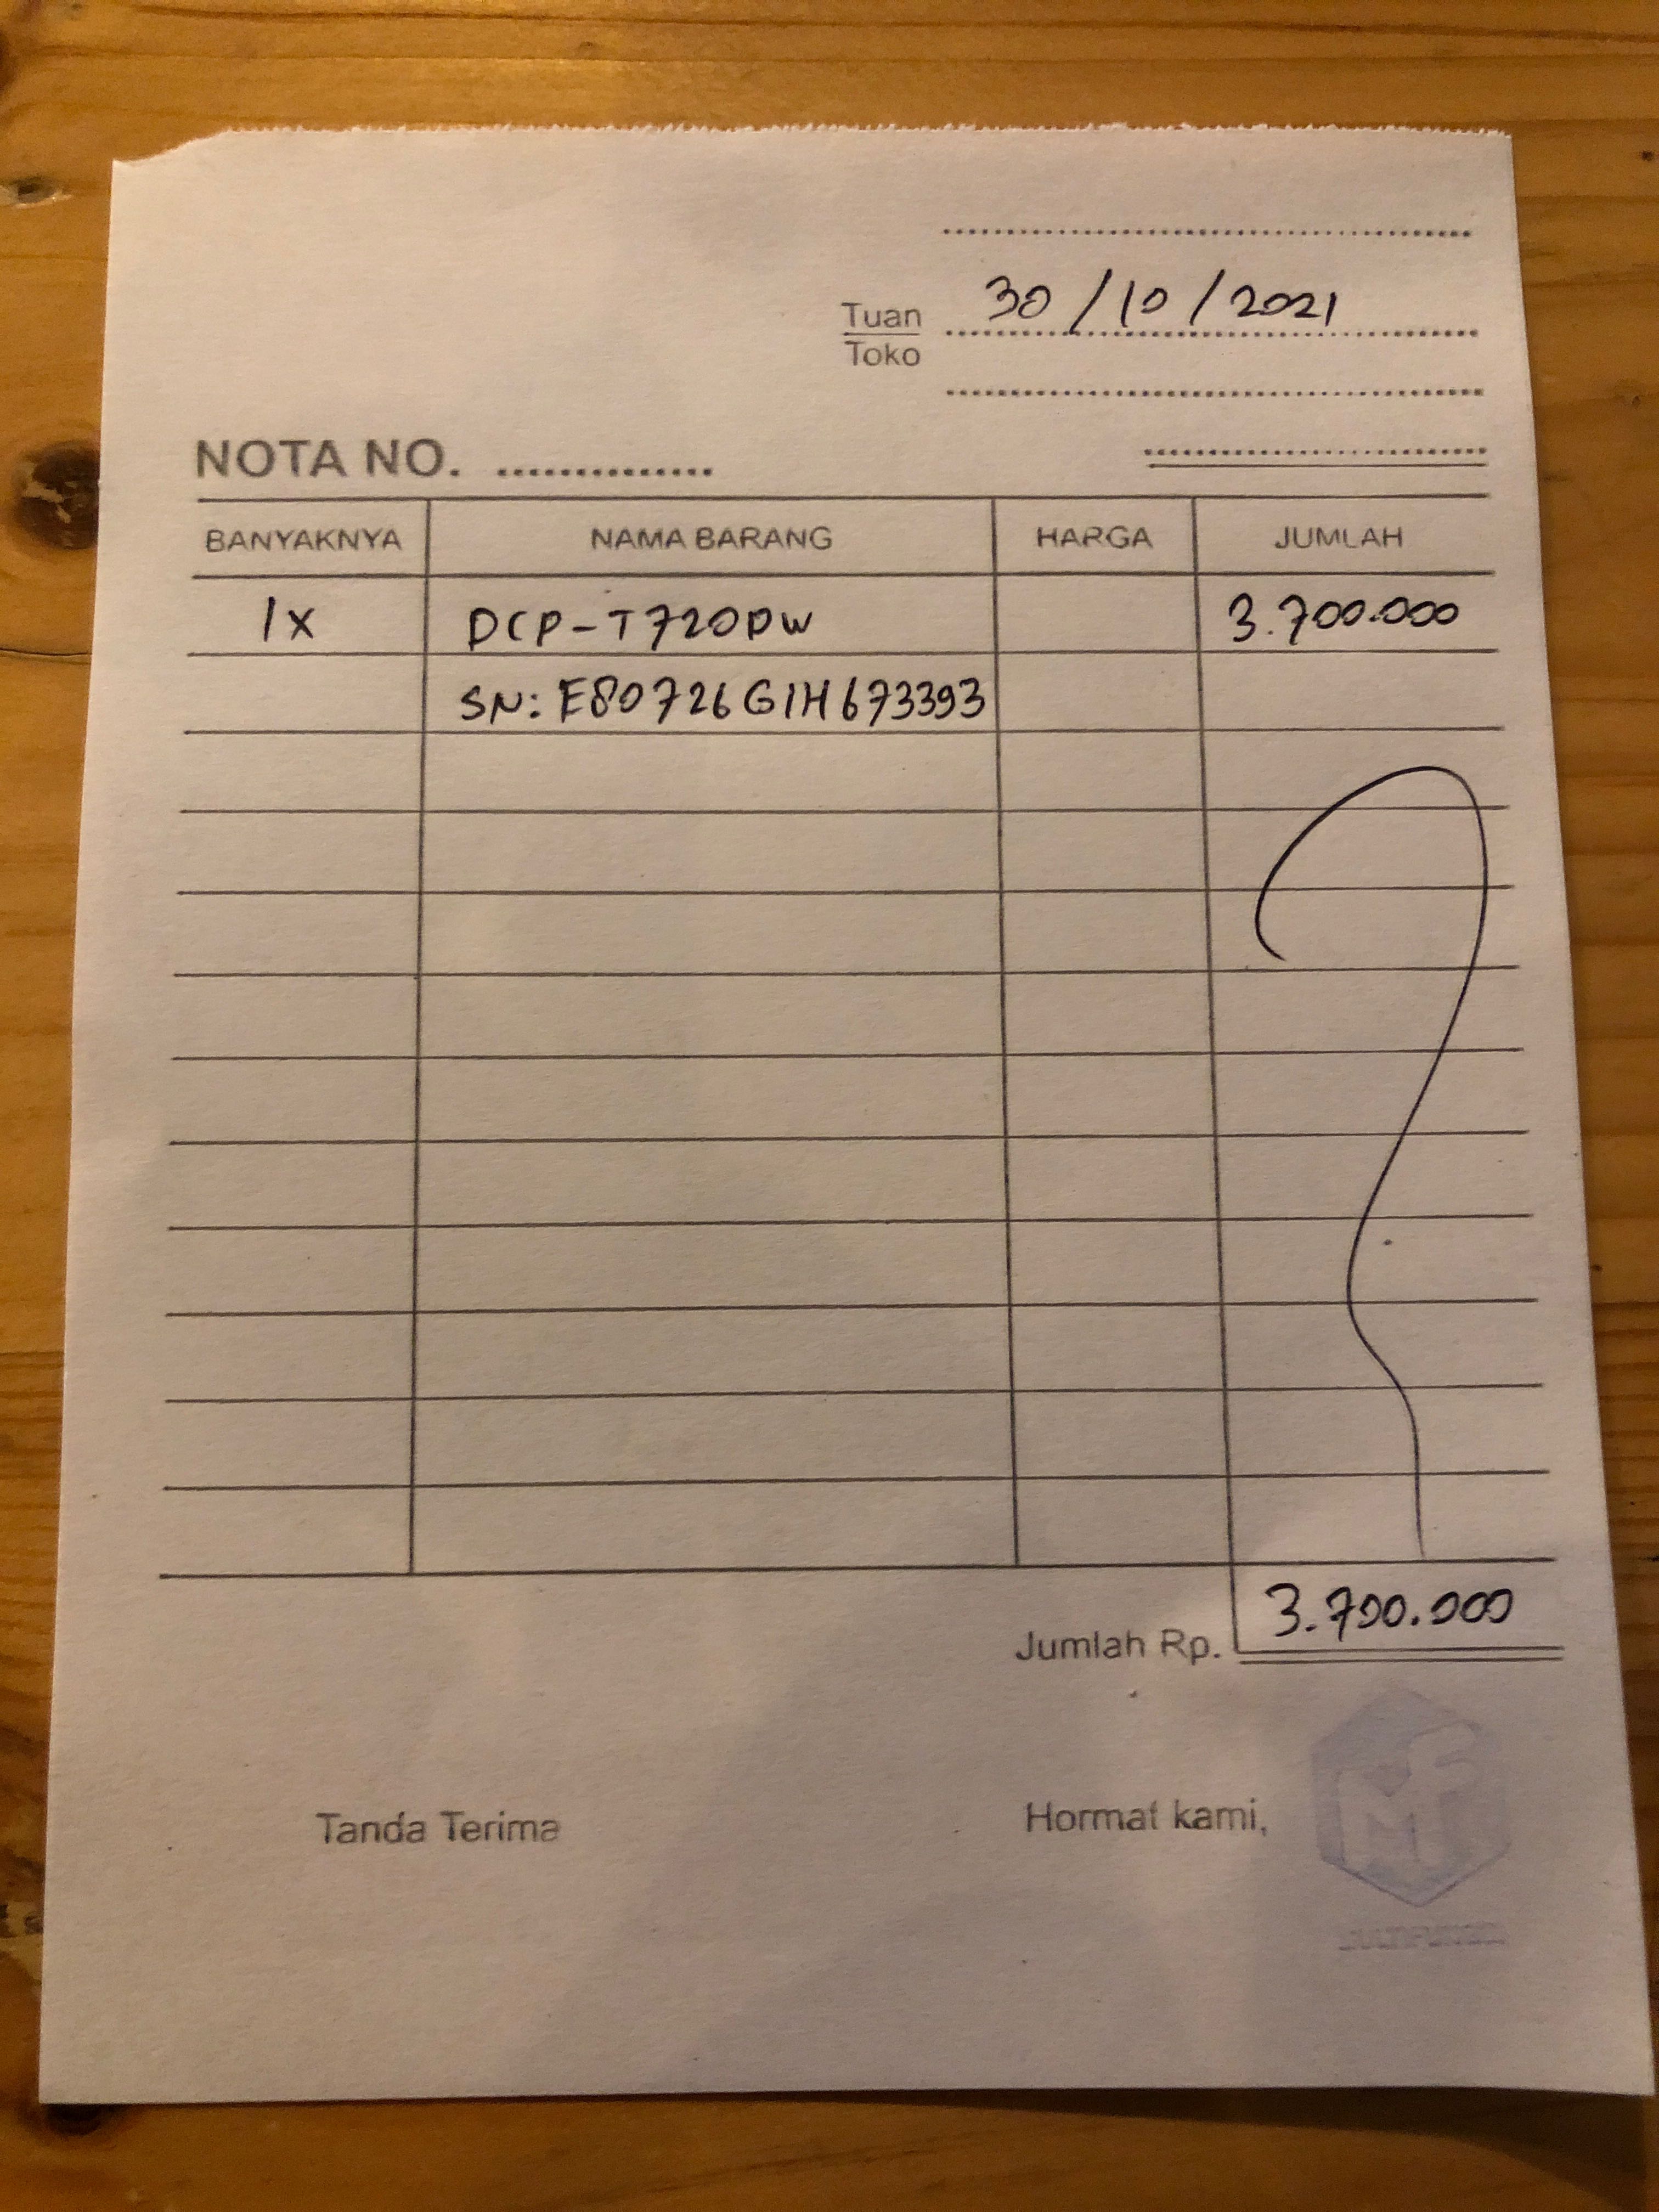 30/10/2021
Tuan
Toko
NOTA NO. ..............
BANYAKNYA NAMA BARANG HARGA JUMLAH
1x DCP-T720DW 3.700.000
SN: E80726G1H673393
Jumlah Rp. 3.700.000
Tanda Terima Hormat kami,
MF